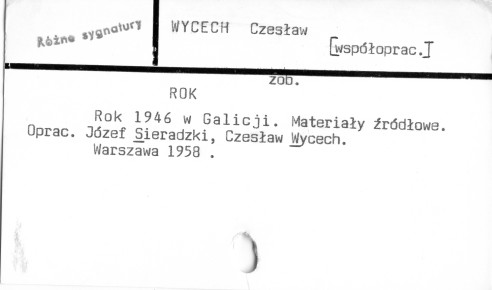 Różne sygnatury
WYCECH Czesław
[współoprac.]
zob.
ROK
Rok 1946 w Galicji. Materiały źródłowe.
Oprac. Józef Sieradzki, Czesław Wycech.
Warszawa 1958 .